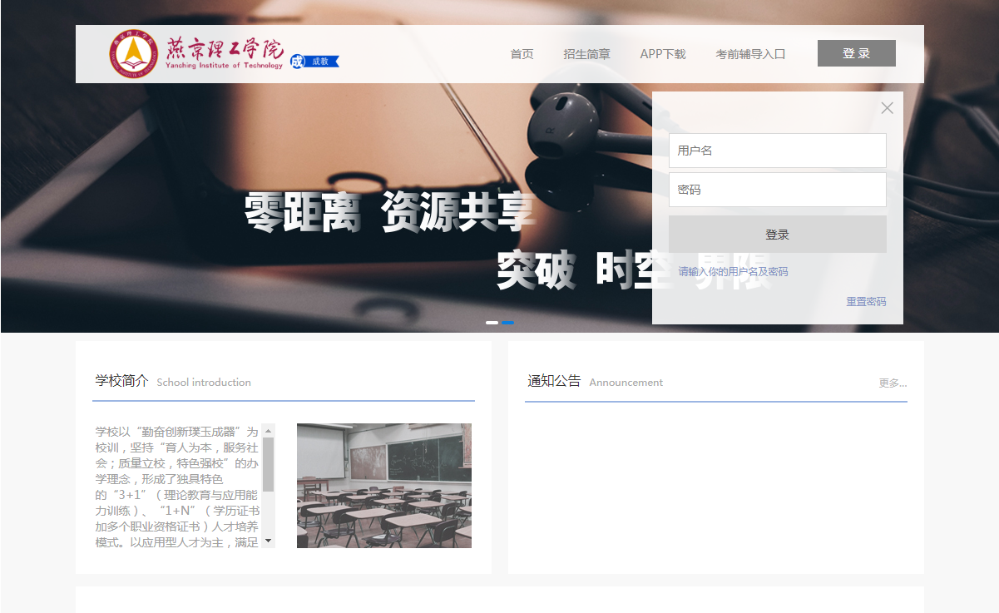 燕京理工学院
Yanching Institute of Technology
成 成教
首页 招生简章 APP下载 考前辅导入口 登 录
用户名
密码
登录
请输入你的用户名及密码
重置密码
零距离 资源共享
突破 时空 界限
学校简介 School introduction
学校以“勤奋创新璞玉成器”为
校训，坚持“育人为本，服务社
会；质量立校，特色强校”的办
学理念，形成了独具特色
的“3+1”（理论教育与应用能
力训练）、“1+N”（学历证书
加多个职业资格证书）人才培养
模式。以应用型人才为主，满足
通知公告 Announcement 更多...